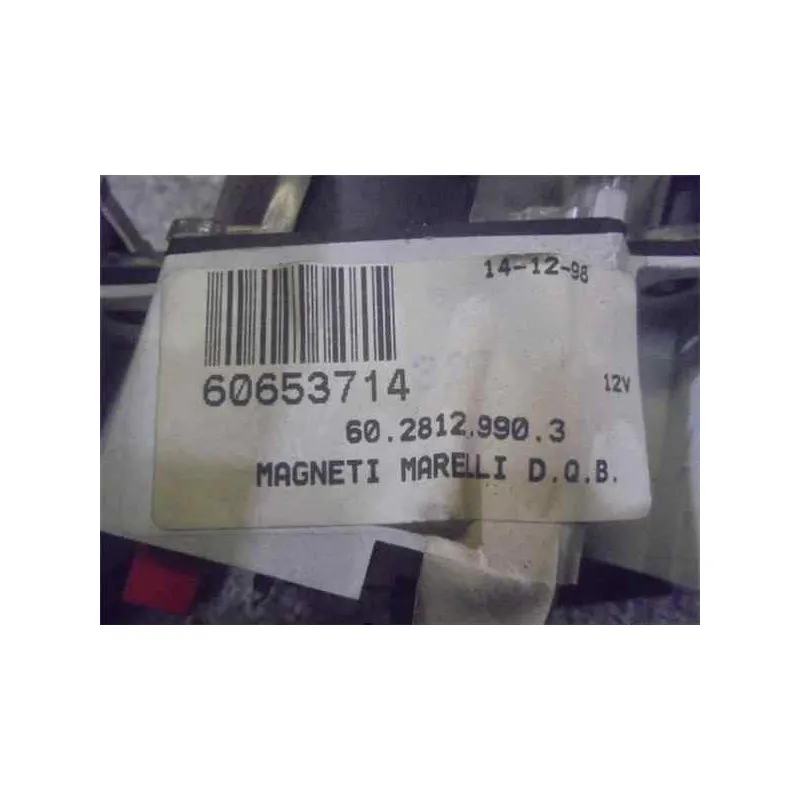 14-12-98
60653714
12V
60.2812.990.3
MAGNETI MARELLI D.Q.B.